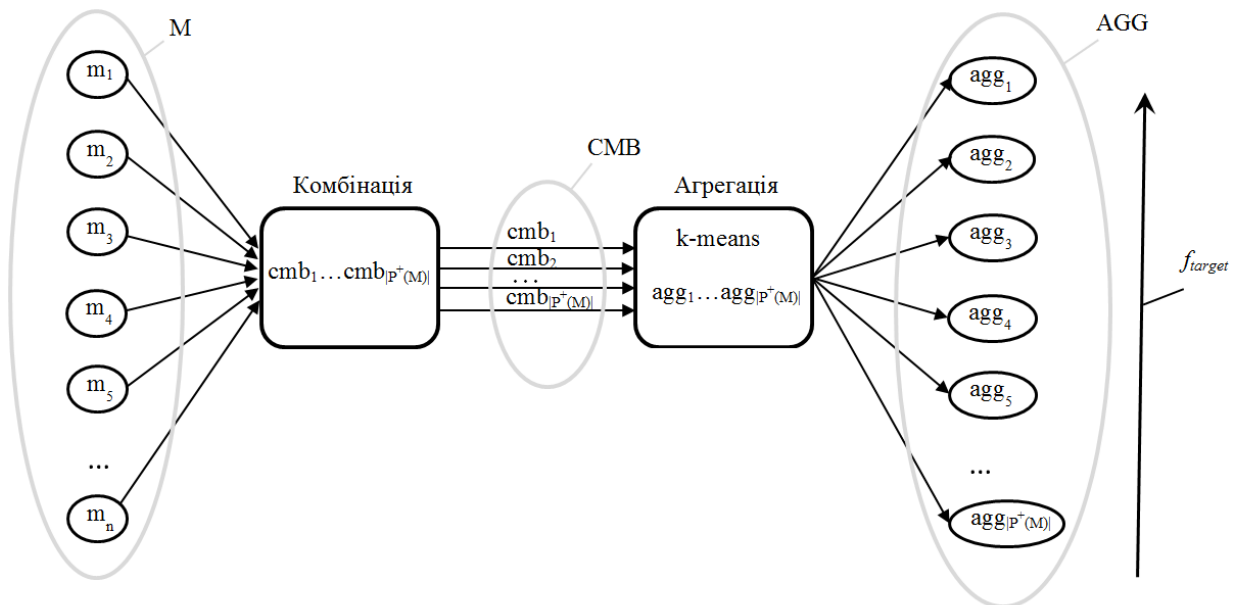 M
m₁
m₂
m₃
m₄
m₅
...
mₙ
Комбінація
cmb₁…cmb|P⁺(M)|
CMB
cmb₁
cmb₂
...
cmb|P⁺(M)|
Агрегація
k-means
agg₁…agg|P⁺(M)|
AGG
agg₁
agg₂
agg₃
agg₄
agg₅
...
agg|P⁺(M)|
f_target